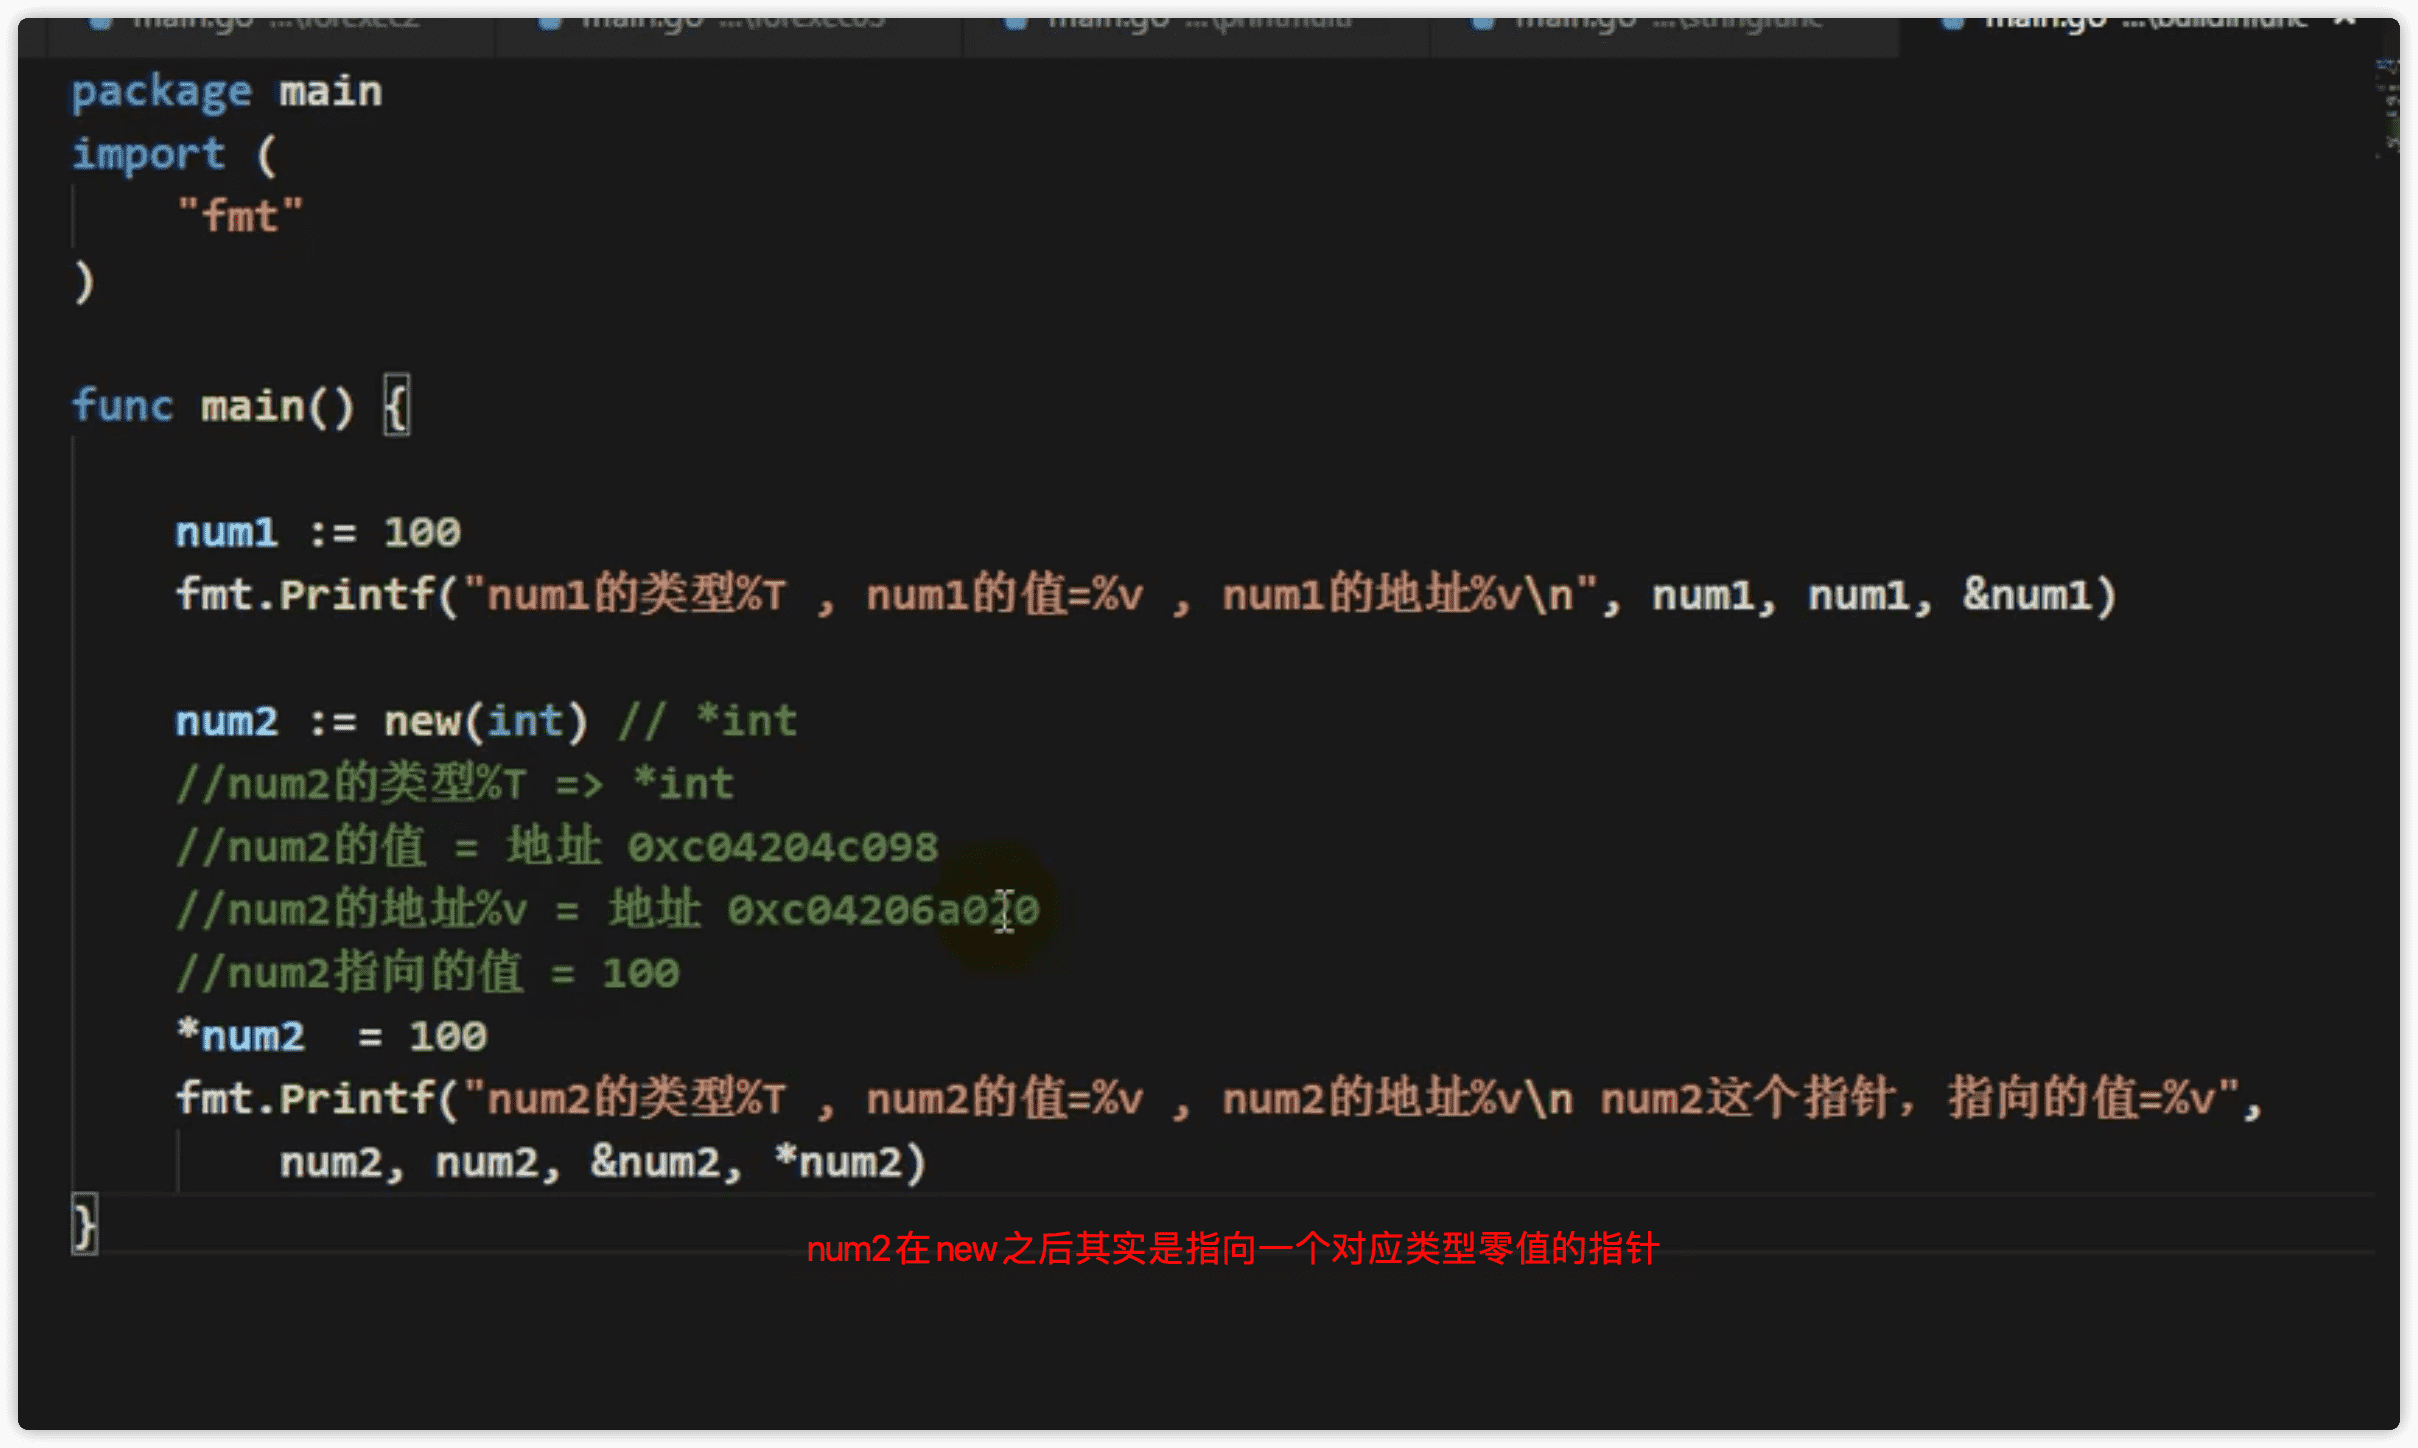 main.go ...\forexec2 main.go ...\forexec03 main.go main.go ...\stringfunc main.go
package main
import (
"fmt"
)
func main() {
num1 := 100
fmt.Printf("num1的类型%T , num1的值=%v , num1的地址%v\n", num1, num1, &num1)
num2 := new(int) // *int
//num2的类型%T => *int
//num2的值 = 地址 0xc04204c098
//num2的地址%v = 地址 0xc04206a020
//num2指向的值 = 100
*num2 = 100
fmt.Printf("num2的类型%T , num2的值=%v , num2的地址%v\n num2这个指针，指向的值=%v",
num2, num2, &num2, *num2)
}
num2在new之后其实是指向一个对应类型零值的指针